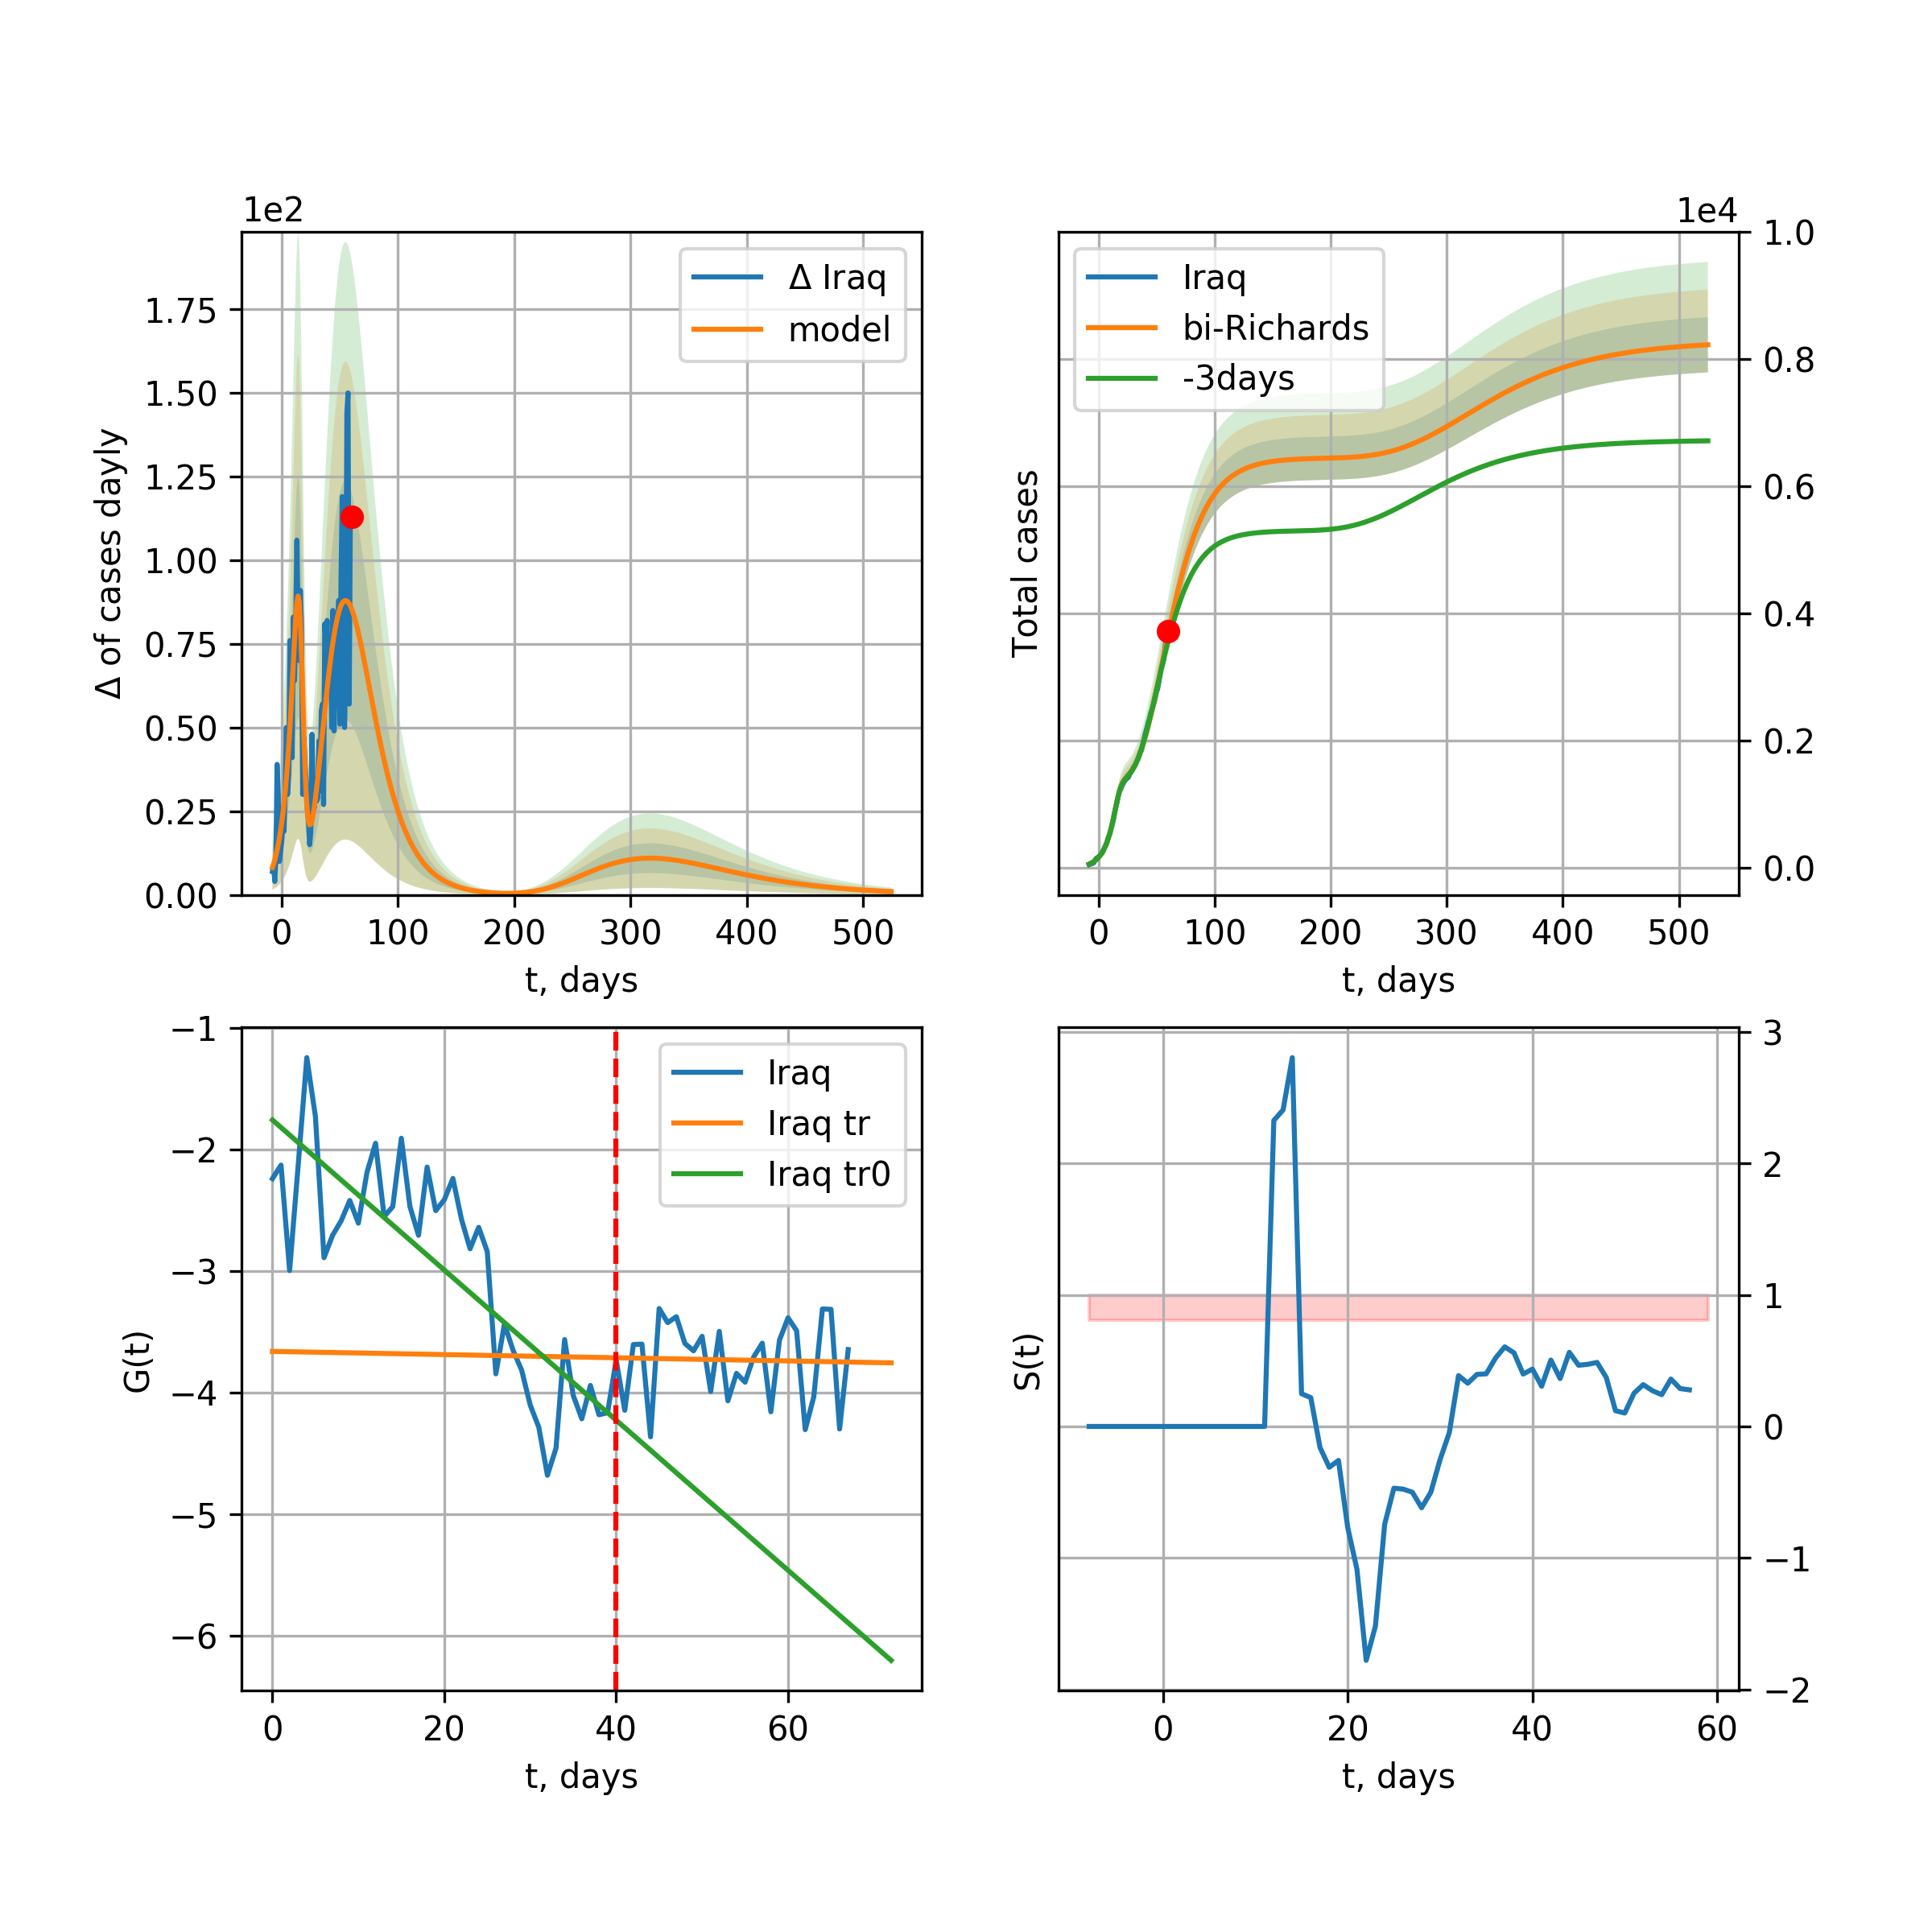 1e2
Δ of cases dayly
1.75
1.50
1.25
1.00
0.75
0.50
0.25
0.00
Δ Iraq
model
0 100 200 300 400 500
t, days
1e4
Total cases
Iraq
bi-Richards
-3days
1.0
0.8
0.6
0.4
0.2
0.0
0 100 200 300 400 500
t, days
G(t)
−1
−2
−3
−4
−5
−6
Iraq
Iraq tr
Iraq tr0
0 20 40 60
t, days
S(t)
3
2
1
0
−1
−2
0 20 40 60
t, days